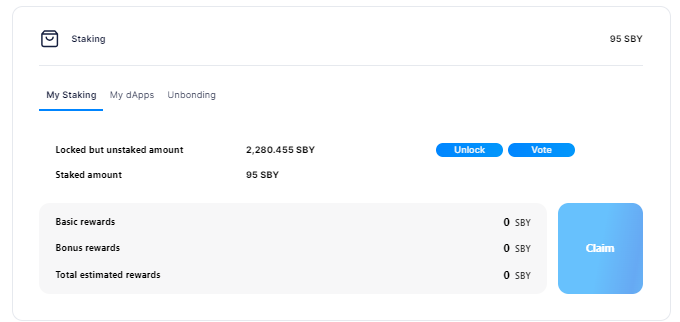 Staking 95 SBY
My Staking My dApps Unbonding
Locked but unstaked amount 2,280.455 SBY Unlock Vote
Staked amount 95 SBY
Basic rewards 0 SBY
Bonus rewards 0 SBY
Total estimated rewards 0 SBY
Claim